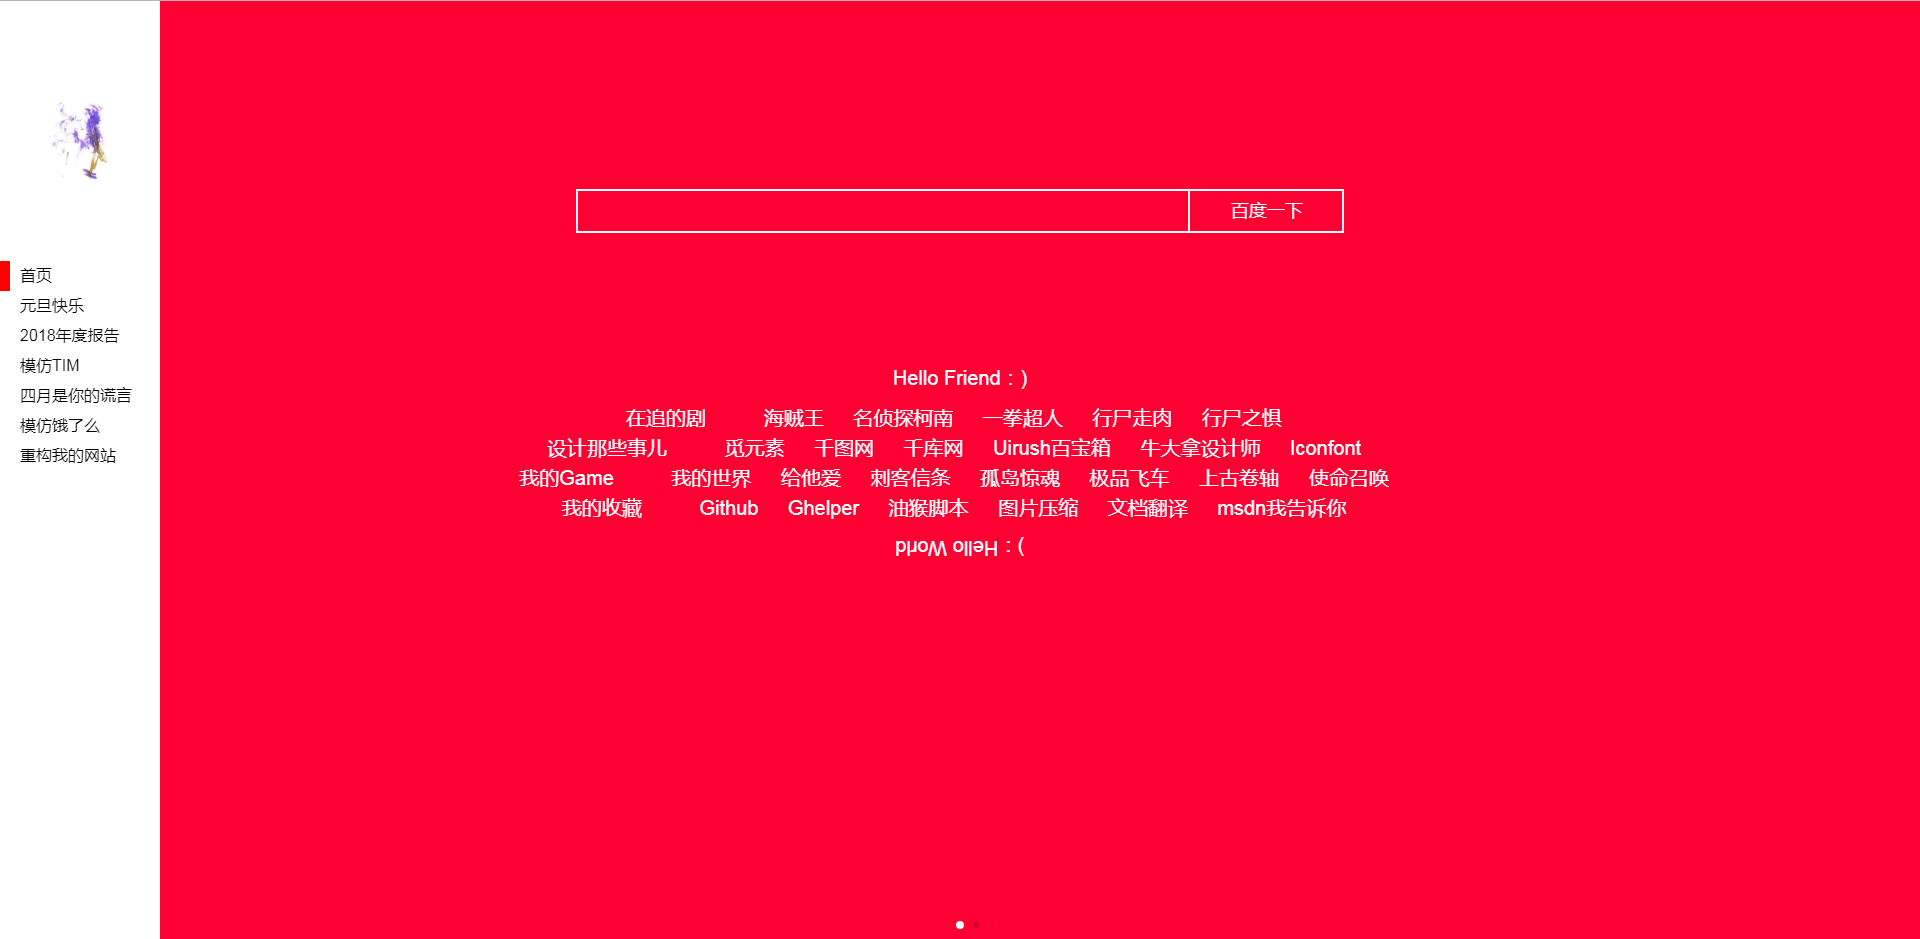 首页
元旦快乐
2018年度报告
模仿TIM
四月是你的谎言
模仿饿了么
重构我的网站
百度一下
Hello Friend : )
在追的剧 海贼王 名侦探柯南 一拳超人 行尸走肉 行尸之惧
设计那些事儿 觅元素 千图网 千库网 Uirush百宝箱 牛大拿设计师 Iconfont
我的Game 我的世界 给他爱 刺客信条 孤岛惊魂 极品飞车 上古卷轴 使命召唤
我的收藏 Github Ghelper 油猴脚本 图片压缩 文档翻译 msdn我告诉你
Hello World : )